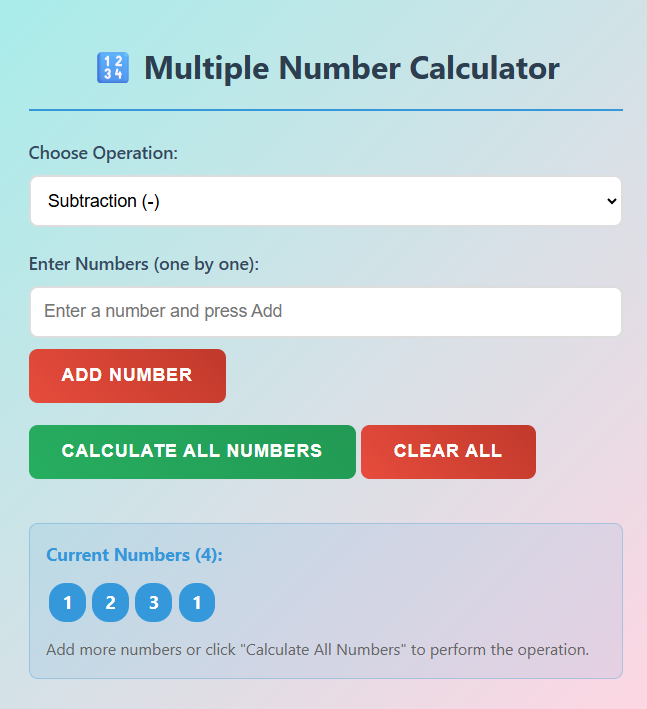 🔢 Multiple Number Calculator
Choose Operation:
Subtraction (-)
Enter Numbers (one by one):
Enter a number and press Add
ADD NUMBER
CALCULATE ALL NUMBERS CLEAR ALL
Current Numbers (4):
1 2 3 1
Add more numbers or click "Calculate All Numbers" to perform the operation.